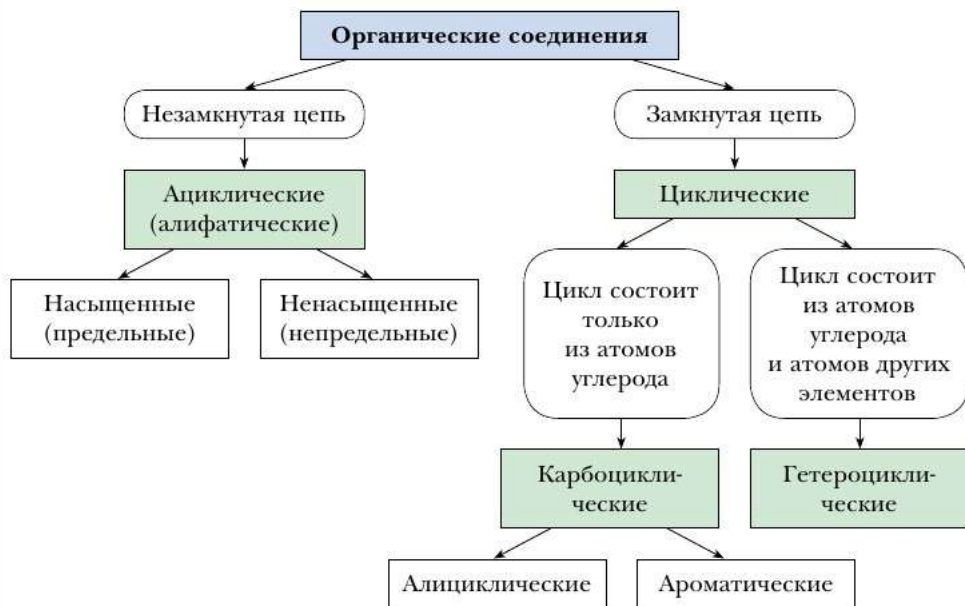 Органические соединения
Незамкнутая цепь
Замкнутая цепь
Ациклические
(алифатические)
Циклические
Насыщенные
(предельные)
Ненасыщенные
(непредельные)
Цикл состоит
только
из атомов
углерода
Цикл состоит
из атомов
углерода
и атомов других
элементов
Карбоцикли-
ческие
Гетероцикли-
ческие
Алициклические
Ароматические